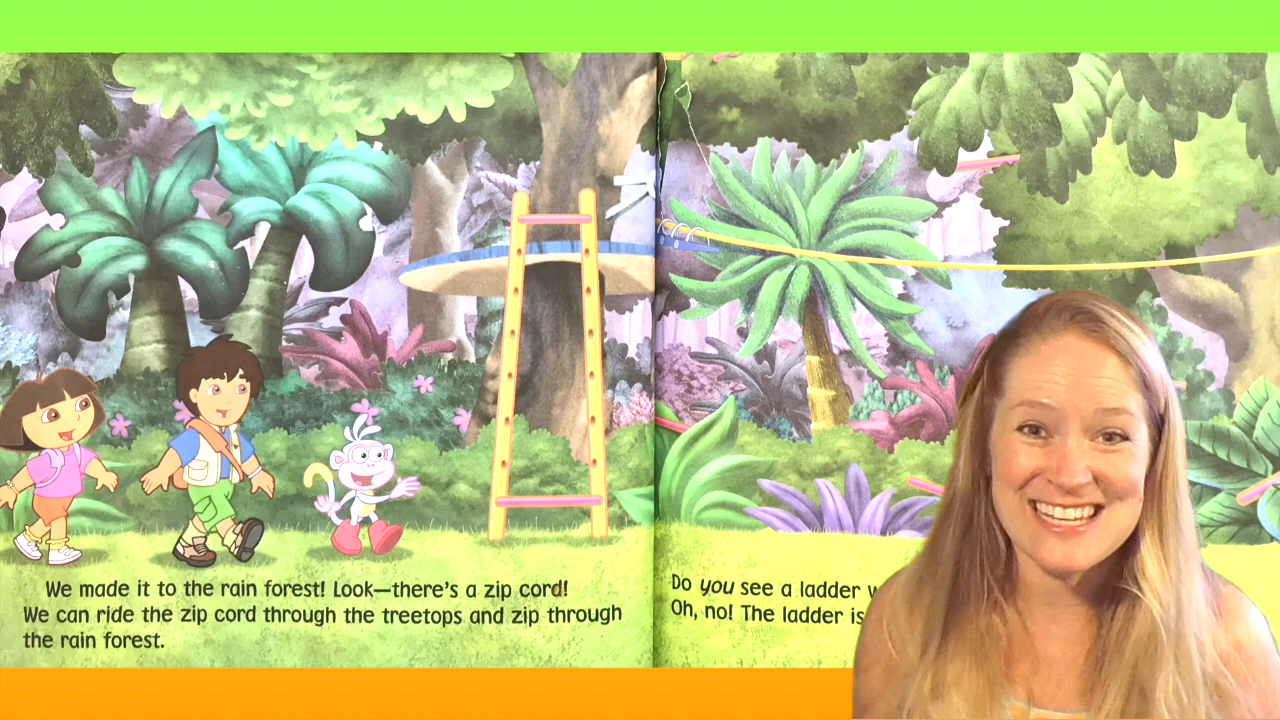 We made it to the rain forest! Look—there's a zip cord!
We can ride the zip cord through the treetops and zip through
the rain forest.
Do you see a ladder
Oh, no! The ladder is